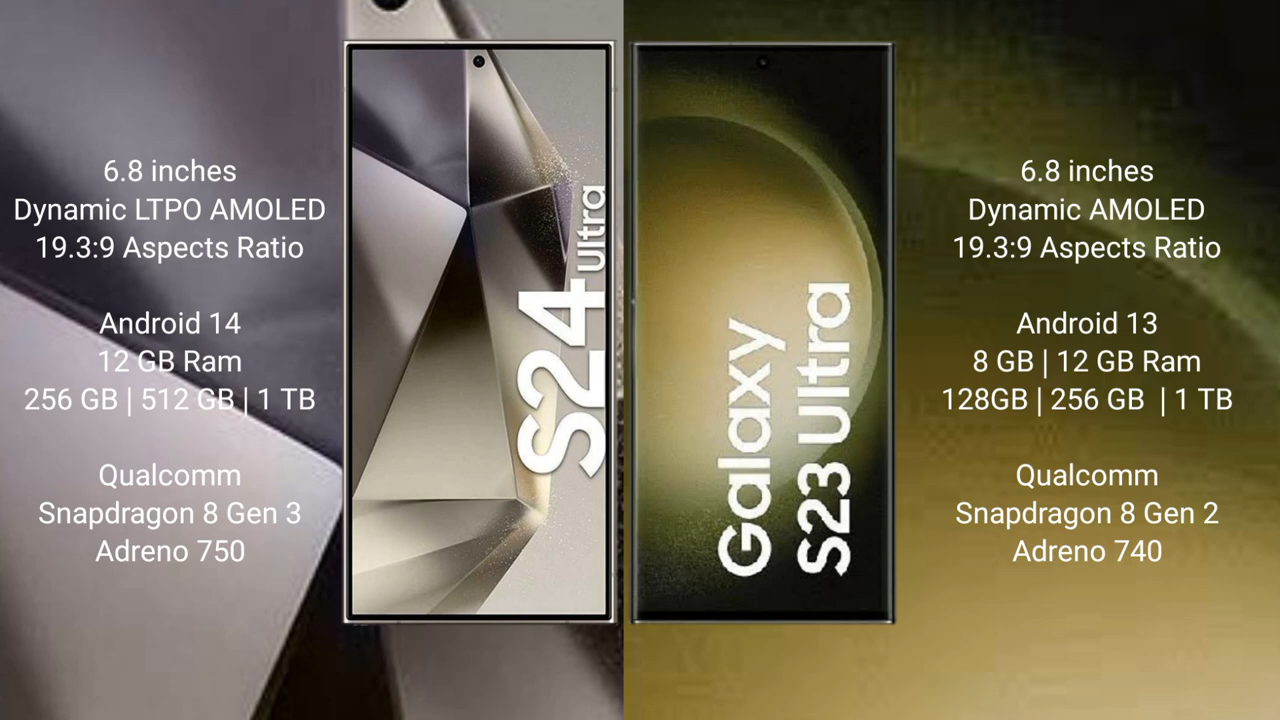 6.8 inches
Dynamic LTPO AMOLED
19.3:9 Aspects Ratio
Android 14
12 GB Ram
256 GB | 512 GB | 1 TB
Qualcomm
Snapdragon 8 Gen 3
Adreno 750
S24 Ultra
Galaxy
S23 Ultra
6.8 inches
Dynamic AMOLED
19.3:9 Aspects Ratio
Android 13
8 GB | 12 GB Ram
128GB | 256 GB | 1 TB
Qualcomm
Snapdragon 8 Gen 2
Adreno 740